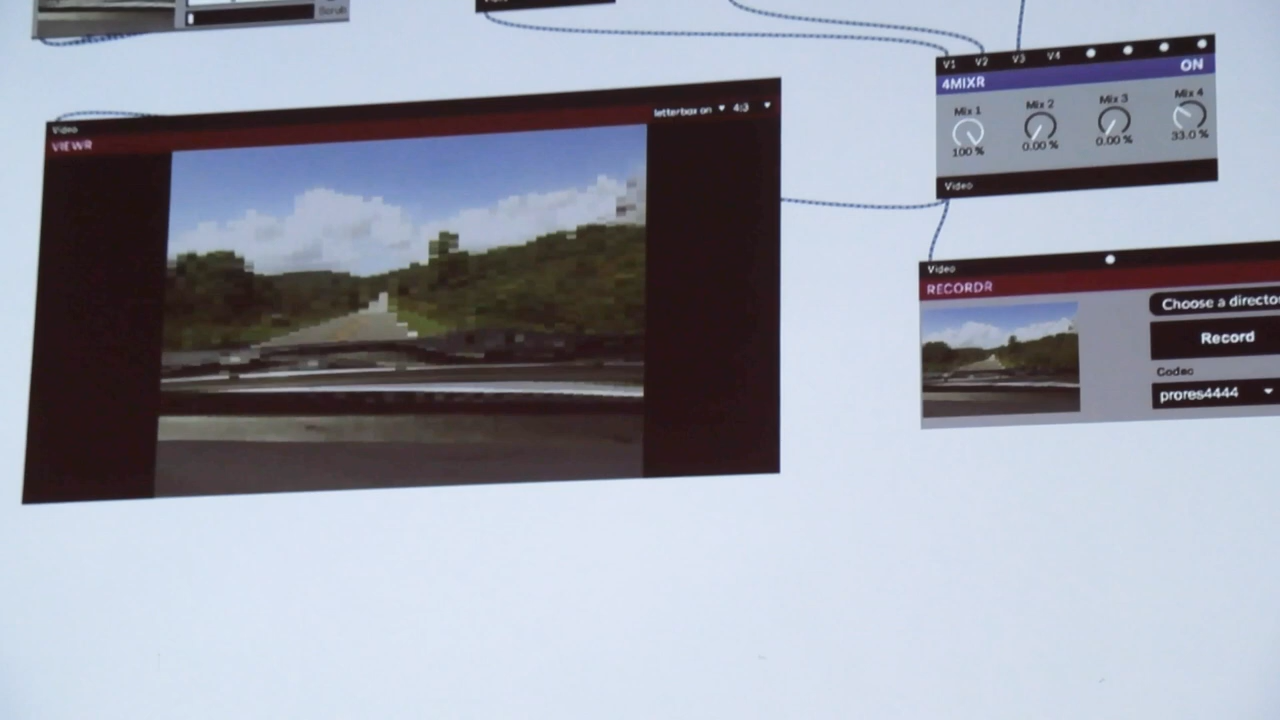 Scrub
V1 V2 V3 V4
4MIXR ON
Mix 1 Mix 2 Mix 3 Mix 4
100 % 0.00 % 0.00 % 33.0 %
Video
Video letterbox on 4:3
VIEWR
Video
RECORDR
Record
Codec
prores4444
Choose a